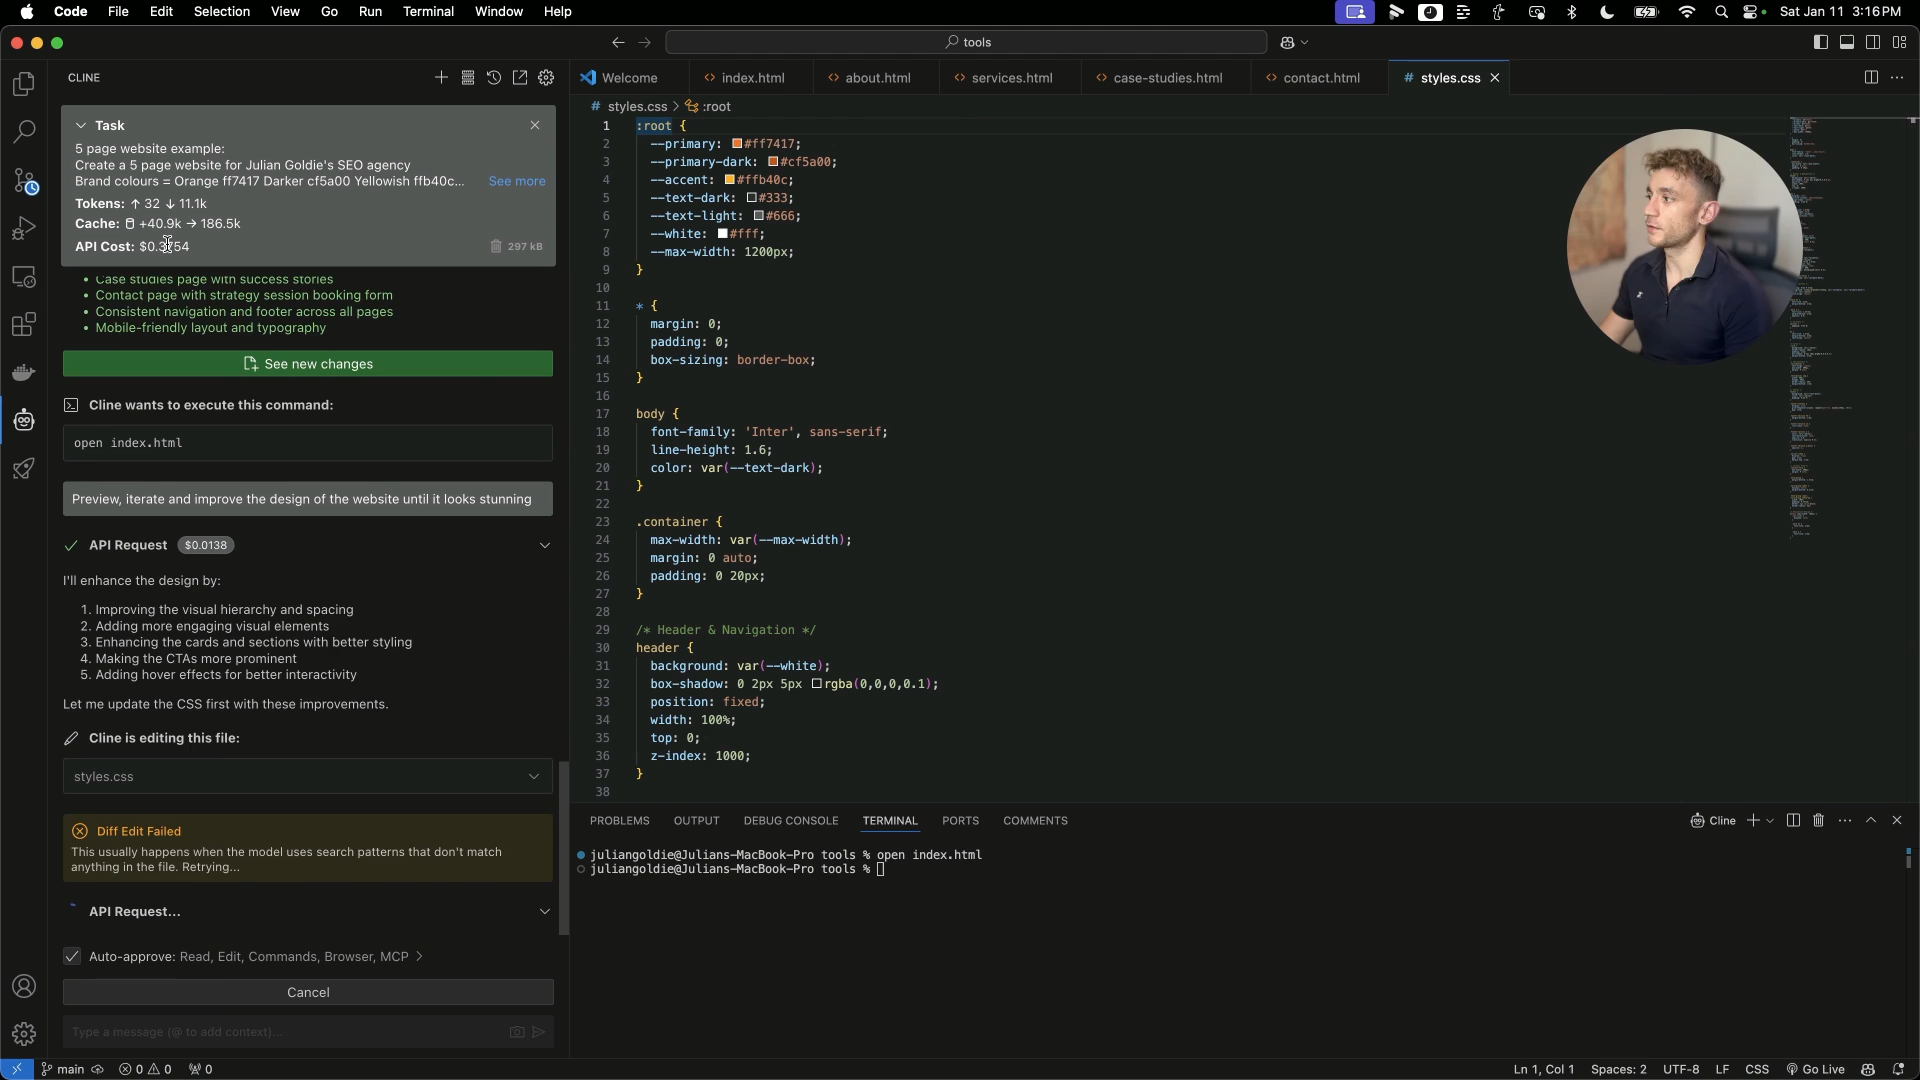 Code File Edit Selection View Go Run Terminal Window Help
Sat Jan 11 3:16 PM
tools
CLINE
Task
5 page website example:
Create a 5 page website for Julian Goldie's SEO agency
Brand colours = Orange ff7417 Darker cf5a00 Yellowish ffb40c...
See more
Tokens: ↑ 32 ↓ 11.1k
Cache: +40.9k → 186.5k
API Cost:
297 kB
• Case studies page with success stories
• Contact page with strategy session booking form
• Consistent navigation and footer across all pages
• Mobile-friendly layout and typography
See new changes
Cline wants to execute this command:
open index.html
Preview, iterate and improve the design of the website until it looks stunning
API Request $0.0138
I'll enhance the design by:
1. Improving the visual hierarchy and spacing
2. Adding more engaging visual elements
3. Enhancing the cards and sections with better styling
4. Making the CTAs more prominent
5. Adding hover effects for better interactivity
Let me update the CSS first with these improvements.
Cline is editing this file:
styles.css
Diff Edit Failed
This usually happens when the model uses search patterns that don't match
anything in the file. Retrying...
API Request...
Auto-approve: Read, Edit, Commands, Browser, MCP >
Cancel
Type a message (@ to add context)...
Welcome <> index.html <> about.html <> services.html <> case-studies.html <> contact.html # styles.css
# styles.css > :root
1 :root {
2 --primary: #ff7417;
3 --primary-dark: #cf5a00;
4 --accent: #ffb40c;
5 --text-dark: #333;
6 --text-light: #666;
7 --white: #fff;
8 --max-width: 1200px;
9 }
10
11 * {
12 margin: 0;
13 padding: 0;
14 box-sizing: border-box;
15 }
16
17 body {
18 font-family: 'Inter', sans-serif;
19 line-height: 1.6;
20 color: var(--text-dark);
21 }
22
23 .container {
24 max-width: var(--max-width);
25 margin: 0 auto;
26 padding: 0 20px;
27 }
28
29 /* Header & Navigation */
30 header {
31 background: var(--white);
32 box-shadow: 0 2px 5px rgba(0,0,0,0.1);
33 position: fixed;
34 width: 100%;
35 top: 0;
36 z-index: 1000;
37 }
38
PROBLEMS OUTPUT DEBUG CONSOLE TERMINAL PORTS COMMENTS
Cline
juliangoldie@Julians-MacBook-Pro tools % open index.html
juliangoldie@Julians-MacBook-Pro tools %
main 0 0 0
Ln 1, Col 1 Spaces: 2 UTF-8 LF CSS Go Live